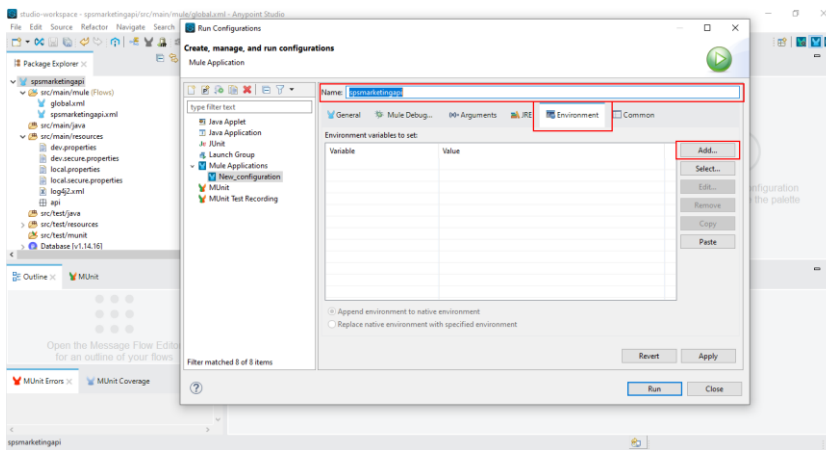 studio-workspace - spsmarketingapi/src/main/mule/global.xml - Anypoint Studio
File Edit Source Refactor Navigate Search
Package Explorer
spsmarketingapi
src/main/mule (Flows)
global.xml
spsmarketingapi.xml
src/main/java
src/main/resources
dev.properties
dev.secure.properties
local.properties
local.secure.properties
log4j2.xml
api
src/test/java
src/test/resources
src/test/munit
Database [v1.14.16]
Outline
MUnit
Open the Message Flow Edito
for an outline of your flows
MUnit Errors
MUnit Coverage
spsmarketingapi
Run Configurations
Create, manage, and run configurations
Mule Application
type filter text
Java Applet
Java Application
JUnit
Launch Group
Mule Applications
New_configuration
MUnit
MUnit Test Recording
Filter matched 8 of 8 items
Name: spsmarketingapi
General Mule Debug... Arguments JRE Environment Common
Environment variables to set:
Variable Value
Add...
Select...
Edit...
Remove
Copy
Paste
Append environment to native environment
Replace native environment with specified environment
Revert Apply
Run Close
nfiguration
the palette